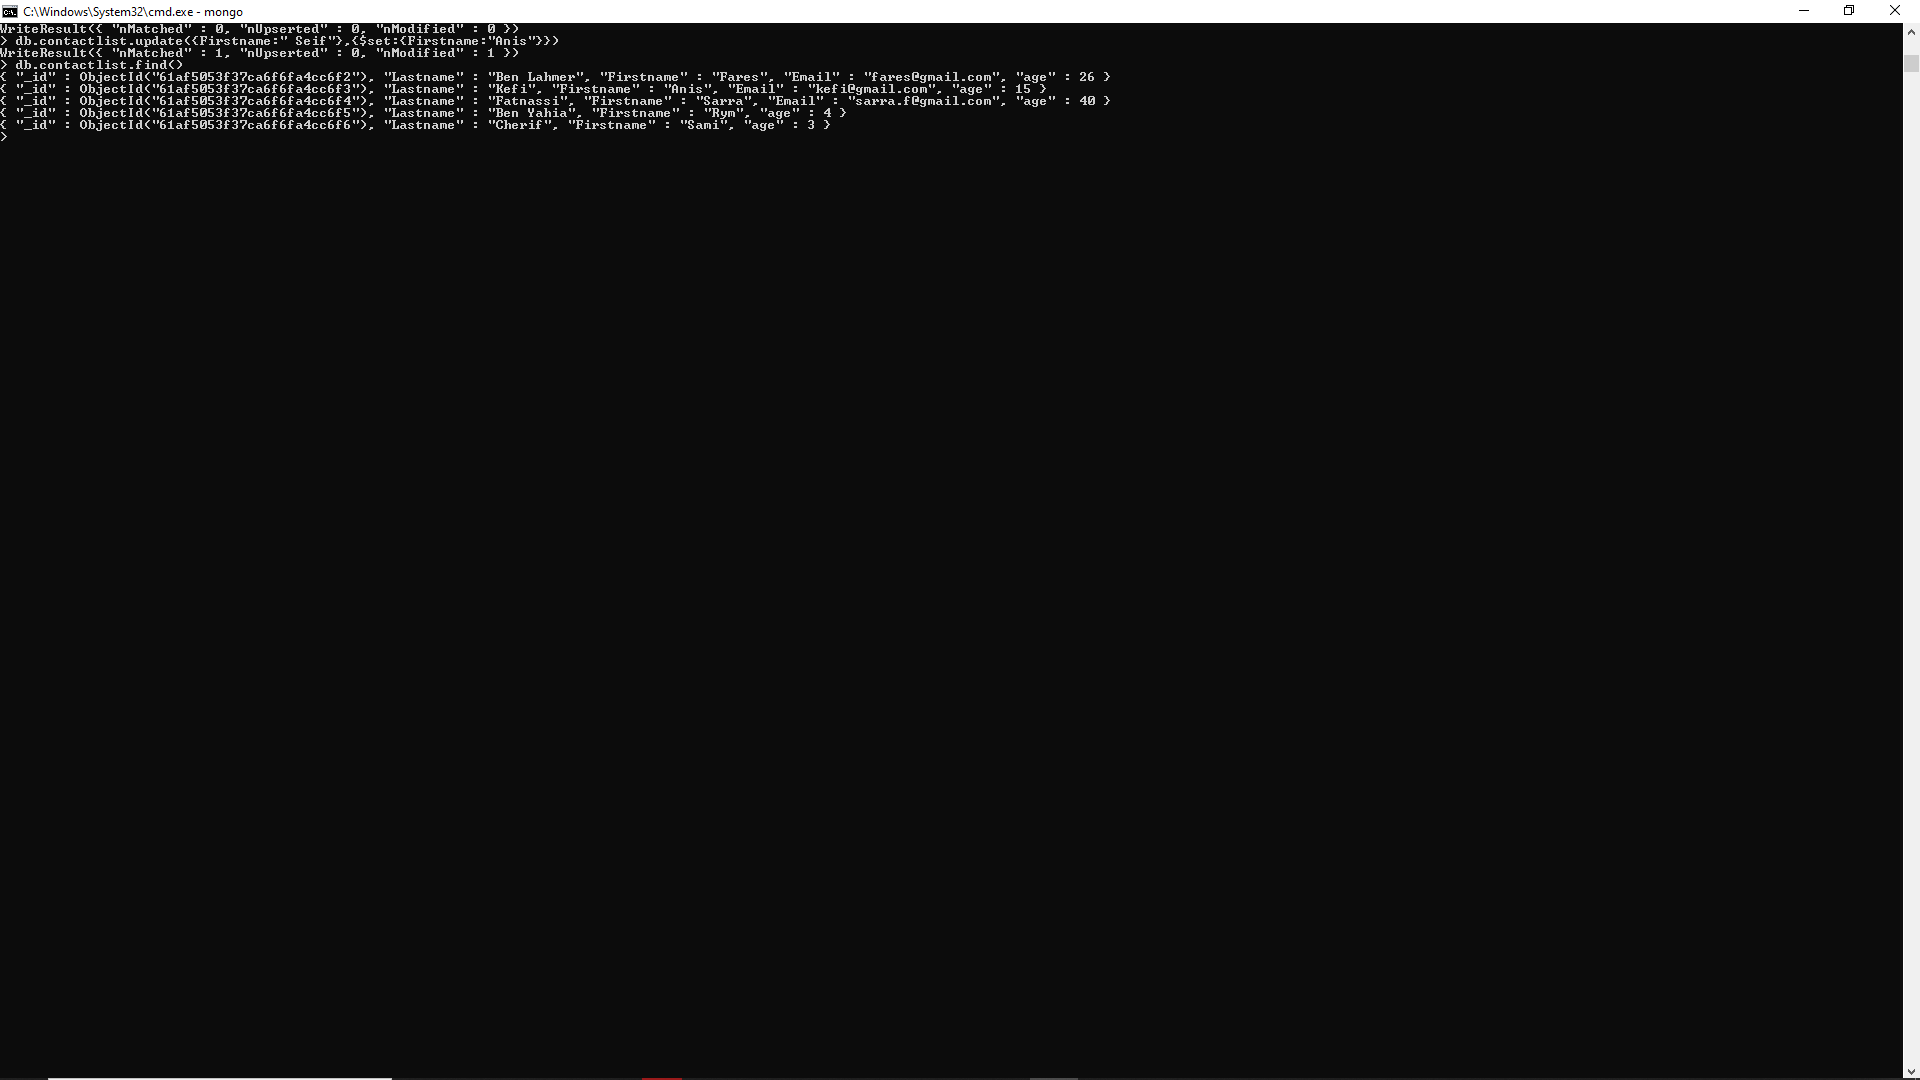 C:\Windows\System32\cmd.exe - mongo
WriteResult({ "nMatched" : 0, "nUpserted" : 0, "nModified" : 0 })
> db.contactlist.update({Firstname:" Seif"},{$set:{Firstname:"Anis"}})
WriteResult({ "nMatched" : 1, "nUpserted" : 0, "nModified" : 1 })
> db.contactlist.find()
{ "_id" : ObjectId("61af5053f37ca6f6fa4cc6f2"), "Lastname" : "Ben Lahmer", "Firstname" : "Fares", "Email" : "fares@gmail.com", "age" : 26 }
{ "_id" : ObjectId("61af5053f37ca6f6fa4cc6f3"), "Lastname" : "Kefi", "Firstname" : "Anis", "Email" : "kefi@gmail.com", "age" : 15 }
{ "_id" : ObjectId("61af5053f37ca6f6fa4cc6f4"), "Lastname" : "Fatnassi", "Firstname" : "Sarra", "Email" : "sarra.f@gmail.com", "age" : 40 }
{ "_id" : ObjectId("61af5053f37ca6f6fa4cc6f5"), "Lastname" : "Ben Yahia", "Firstname" : "Rym", "age" : 4 }
{ "_id" : ObjectId("61af5053f37ca6f6fa4cc6f6"), "Lastname" : "Cherif", "Firstname" : "Sami", "age" : 3 }
>